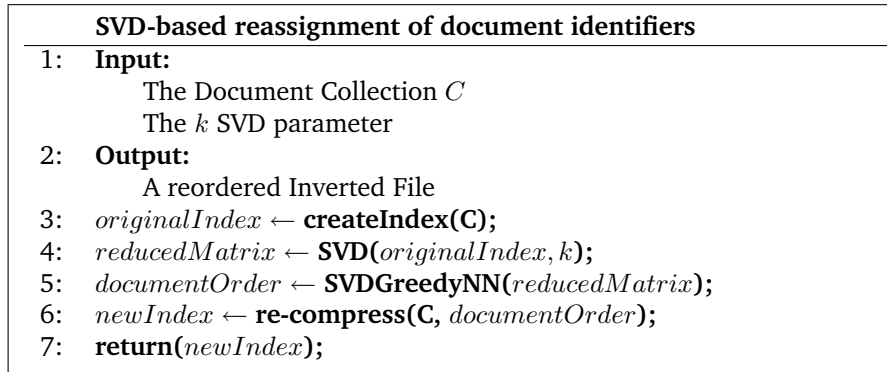 SVD-based reassignment of document identifiers
1: Input:
The Document Collection C
The k SVD parameter
2: Output:
A reordered Inverted File
3: originalIndex ← createIndex(C);
4: reducedMatrix ← SVD(originalIndex, k);
5: documentOrder ← SVDGreedyNN(reducedMatrix);
6: newIndex ← re-compress(C, documentOrder);
7: return(newIndex);